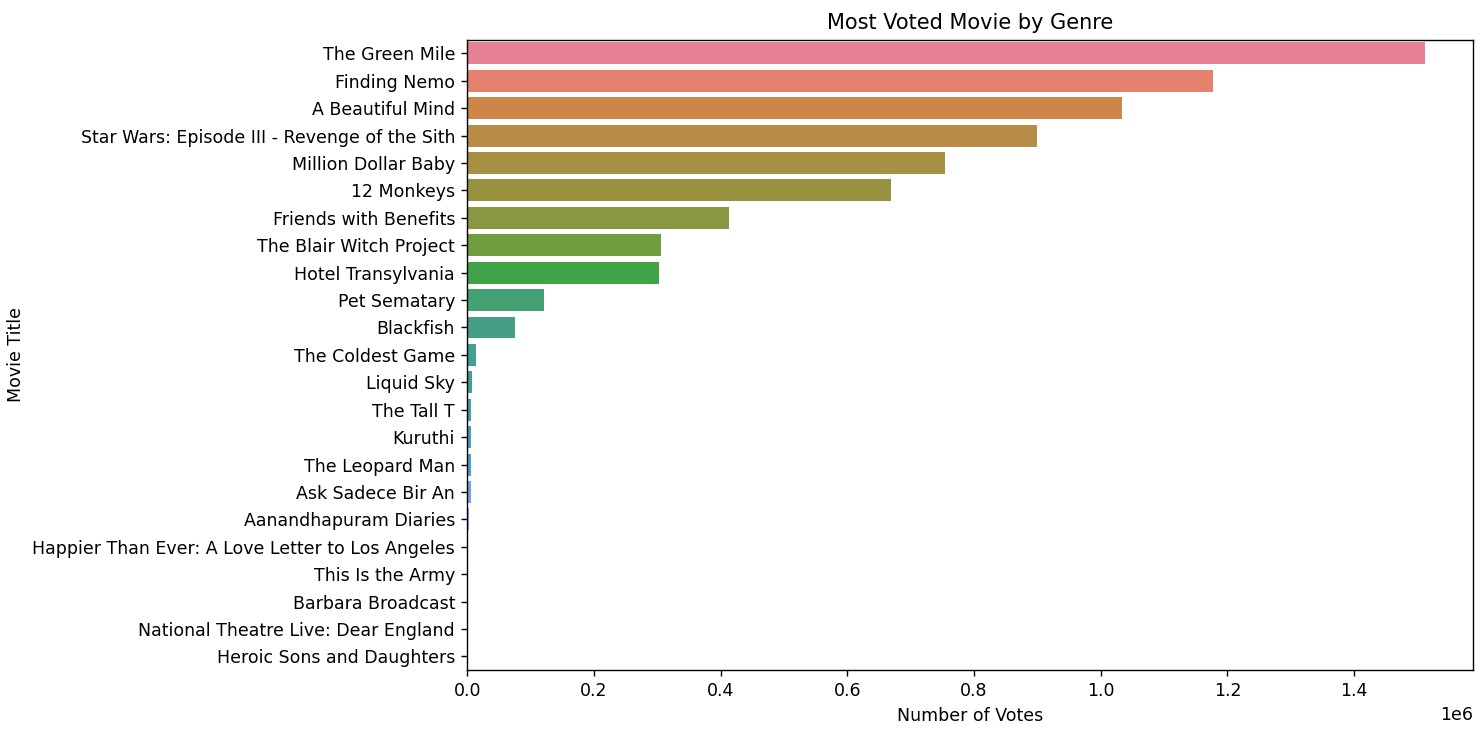 Most Voted Movie by Genre
The Green Mile
Finding Nemo
A Beautiful Mind
Star Wars: Episode III - Revenge of the Sith
Million Dollar Baby
12 Monkeys
Friends with Benefits
The Blair Witch Project
Hotel Transylvania
Pet Sematary
Blackfish
The Coldest Game
Liquid Sky
The Tall T
Kuruthi
The Leopard Man
Ask Sadece Bir An
Aanandhapuram Diaries
Happier Than Ever: A Love Letter to Los Angeles
This Is the Army
Barbara Broadcast
National Theatre Live: Dear England
Heroic Sons and Daughters
Movie Title
0.0 0.2 0.4 0.6 0.8 1.0 1.2 1.4
Number of Votes
1e6